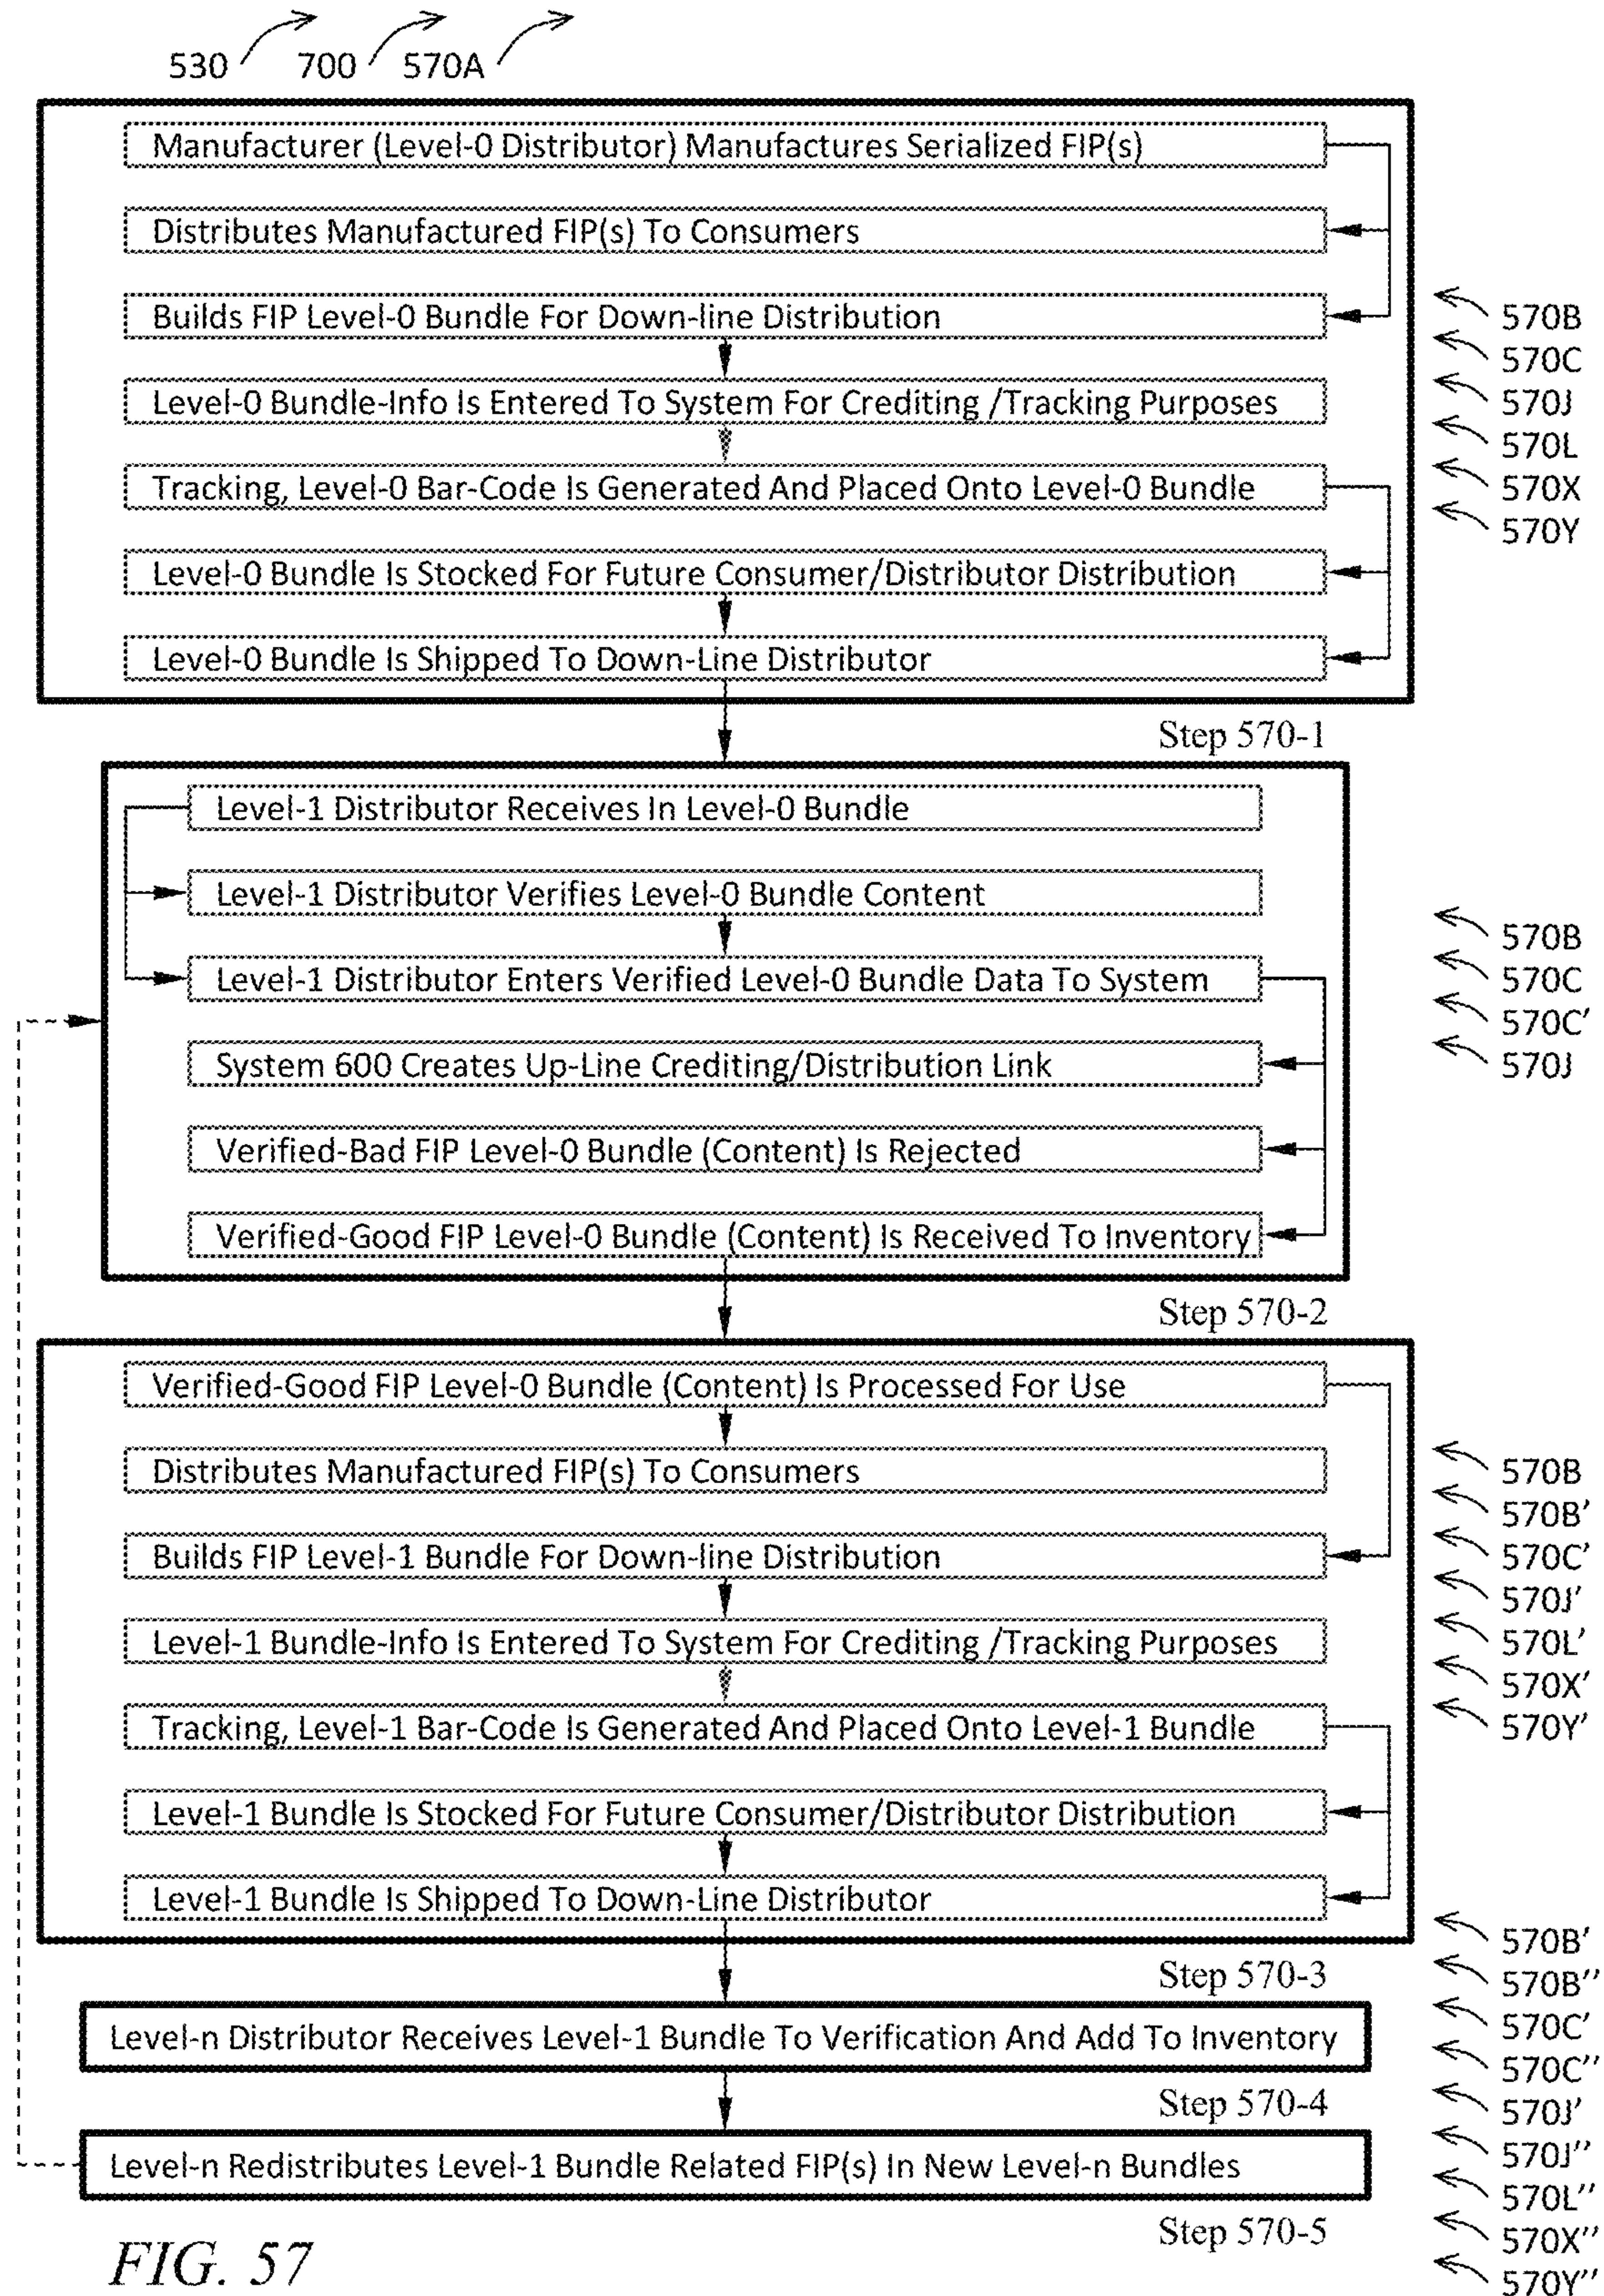 530 700 570A
Manufacturer (Level-0 Distributor) Manufactures Serialized FIP(s)
Distributes Manufactured FIP(s) To Consumers
Builds FIP Level-0 Bundle For Down-line Distribution
Level-0 Bundle-Info Is Entered To System For Crediting /Tracking Purposes
Tracking, Level-0 Bar-Code Is Generated And Placed Onto Level-0 Bundle
Level-0 Bundle Is Stocked For Future Consumer/Distributor Distribution
Level-0 Bundle Is Shipped To Down-Line Distributor
570B
570C
570J
570L
570X
570Y
Step 570-1
Level-1 Distributor Receives In Level-0 Bundle
Level-1 Distributor Verifies Level-0 Bundle Content
Level-1 Distributor Enters Verified Level-0 Bundle Data To System
System 600 Creates Up-Line Crediting/Distribution Link
Verified-Bad FIP Level-0 Bundle (Content) Is Rejected
Verified-Good FIP Level-0 Bundle (Content) Is Received To Inventory
570B
570C
570C'
570J
Step 570-2
Verified-Good FIP Level-0 Bundle (Content) Is Processed For Use
Distributes Manufactured FIP(s) To Consumers
Builds FIP Level-1 Bundle For Down-line Distribution
Level-1 Bundle-Info Is Entered To System For Crediting /Tracking Purposes
Tracking, Level-1 Bar-Code Is Generated And Placed Onto Level-1 Bundle
Level-1 Bundle Is Stocked For Future Consumer/Distributor Distribution
Level-1 Bundle Is Shipped To Down-Line Distributor
570B
570B'
570C'
570J'
570L'
570X'
570Y'
Step 570-3
Level-n Distributor Receives Level-1 Bundle To Verification And Add To Inventory
Step 570-4
Level-n Redistributes Level-1 Bundle Related FIP(s) In New Level-n Bundles
Step 570-5
570B'
570B''
570C'
570C''
570J'
570J''
570L''
570X''
570Y''
FIG. 57